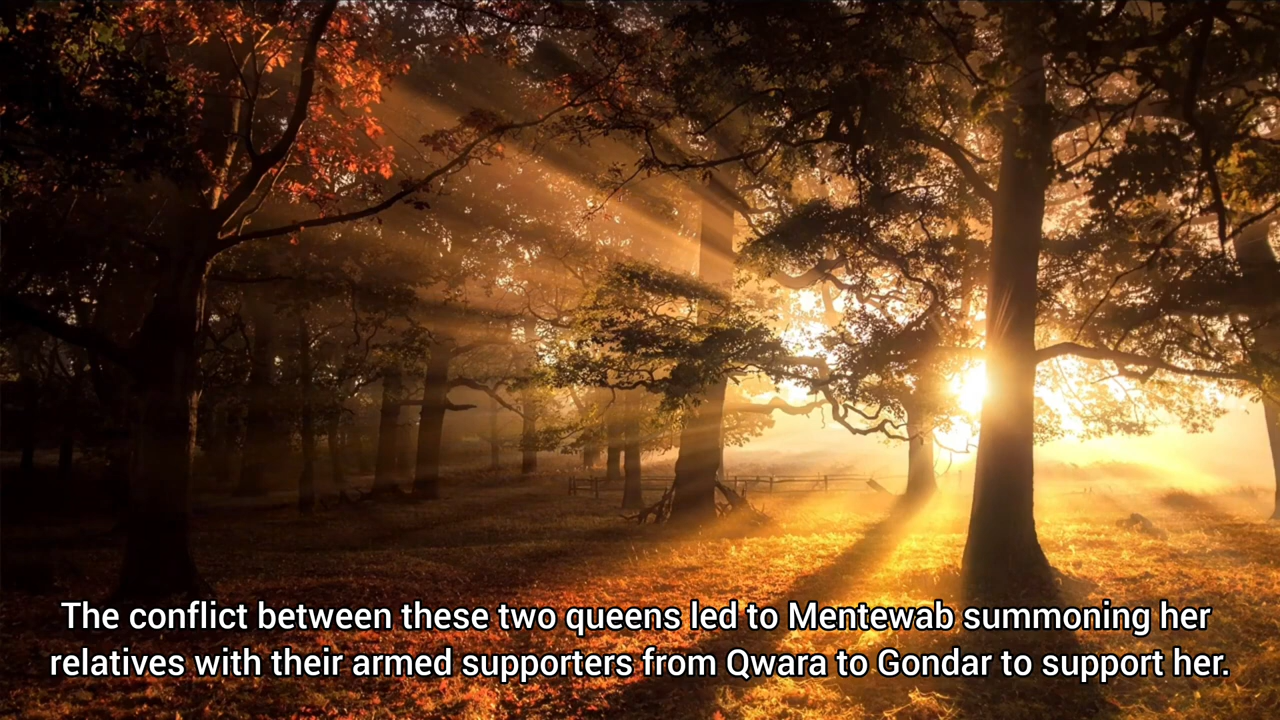 The conflict between these two queens led to Mentewab summoning her
relatives with their armed supporters from Qwara to Gondar to support her.